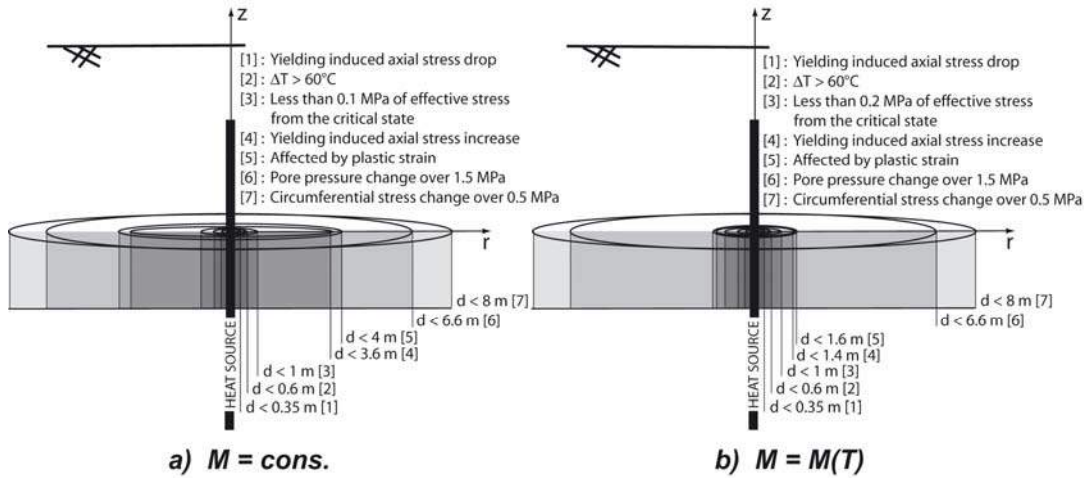 z
[1] : Yielding induced axial stress drop
[2] : ΔT > 60°C
[3] : Less than 0.1 MPa of effective stress
from the critical state
[4] : Yielding induced axial stress increase
[5] : Affected by plastic strain
[6] : Pore pressure change over 1.5 MPa
[7] : Circumferential stress change over 0.5 MPa
r
d < 8 m [7]
d < 6.6 m [6]
d < 4 m [5]
d < 3.6 m [4]
d < 1 m [3]
d < 0.6 m [2]
d < 0.35 m [1]
HEAT SOURCE
a) M = cons.
z
[1] : Yielding induced axial stress drop
[2] : ΔT > 60°C
[3] : Less than 0.2 MPa of effective stress
from the critical state
[4] : Yielding induced axial stress increase
[5] : Affected by plastic strain
[6] : Pore pressure change over 1.5 MPa
[7] : Circumferential stress change over 0.5 MPa
r
d < 8 m [7]
d < 6.6 m [6]
d < 1.6 m [5]
d < 1.4 m [4]
d < 1 m [3]
d < 0.6 m [2]
d < 0.35 m [1]
HEAT SOURCE
b) M = M(T)